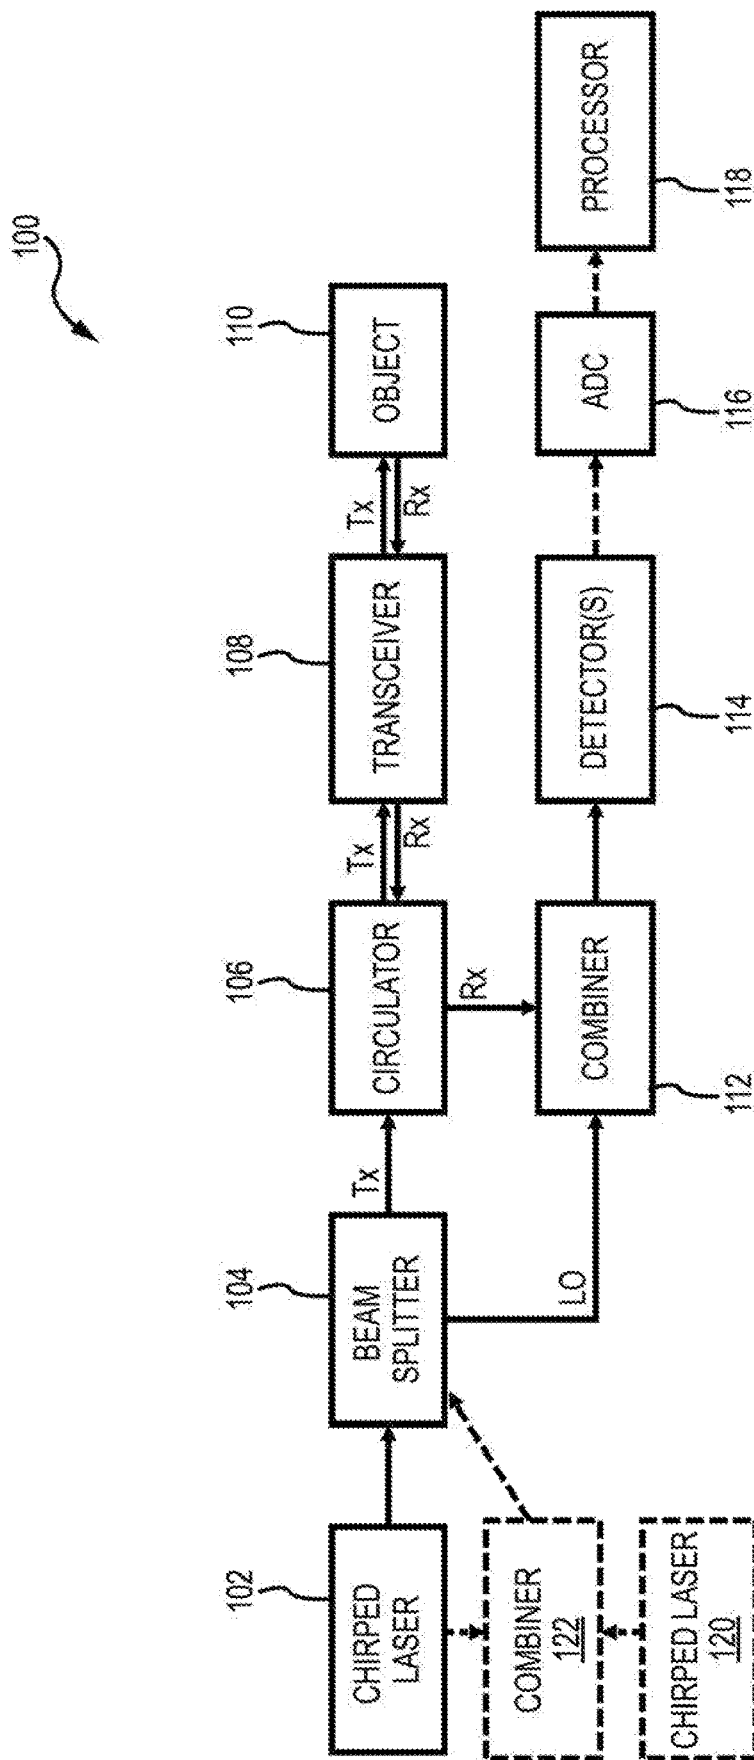 100
102
CHIRPED
LASER
104
BEAM
SPLITTER
Tx
106
CIRCULATOR
Tx
Rx
108
TRANSCEIVER
Tx
Rx
110
OBJECT
LO
Rx
COMBINER
112
DETECTOR(S)
114
ADC
116
PROCESSOR
118
COMBINER
122
CHIRPED LASER
120